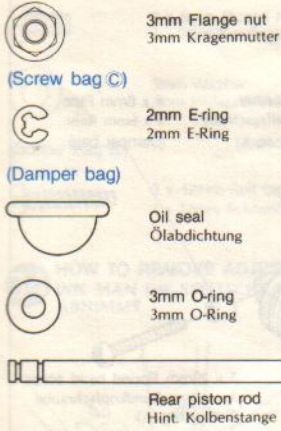 3mm Flange nut
3mm Kragenmutter
(Screw bag Ⓒ)
2mm E-ring
2mm E-Ring
(Damper bag)
Oil seal
Ölabdichtung
3mm O-ring
3mm O-Ring
Rear piston rod
Hint. Kolbenstange